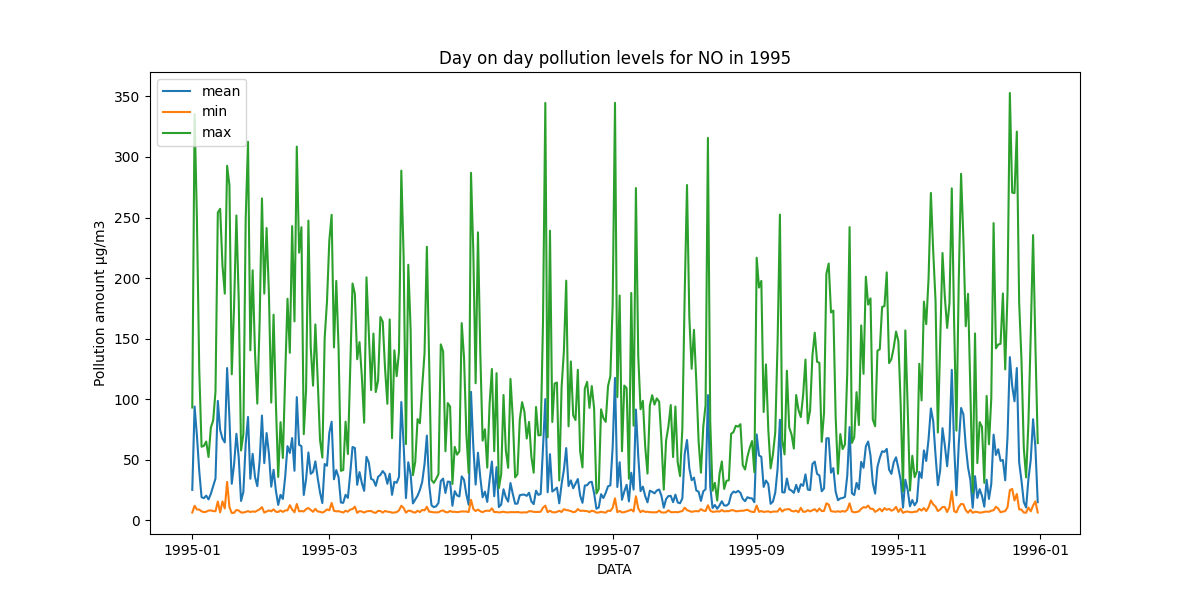 Day on day pollution levels for NO in 1995
mean
min
max
Pollution amount µg/m3
350
300
250
200
150
100
50
0
1995-01 1995-03 1995-05 1995-07 1995-09 1995-11 1996-01
DATA